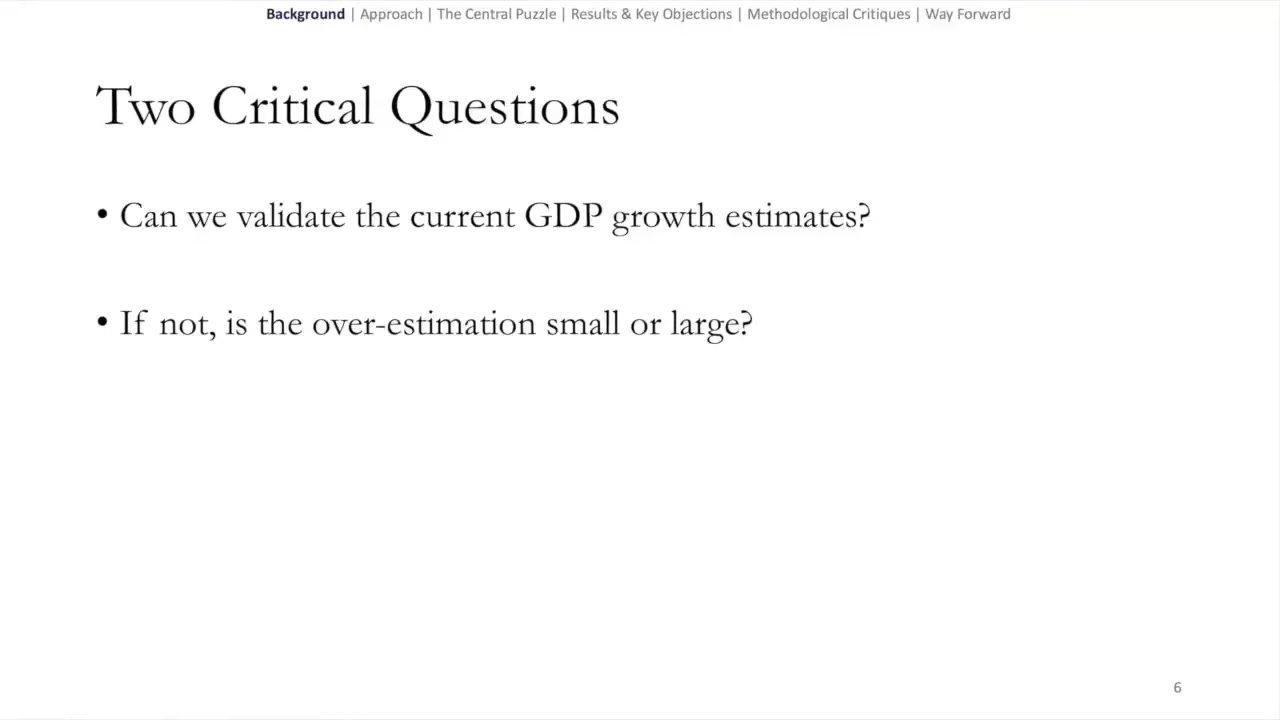 Background | Approach | The Central Puzzle | Results & Key Objections | Methodological Critiques | Way Forward
Two Critical Questions
• Can we validate the current GDP growth estimates?
• If not, is the over-estimation small or large?
6